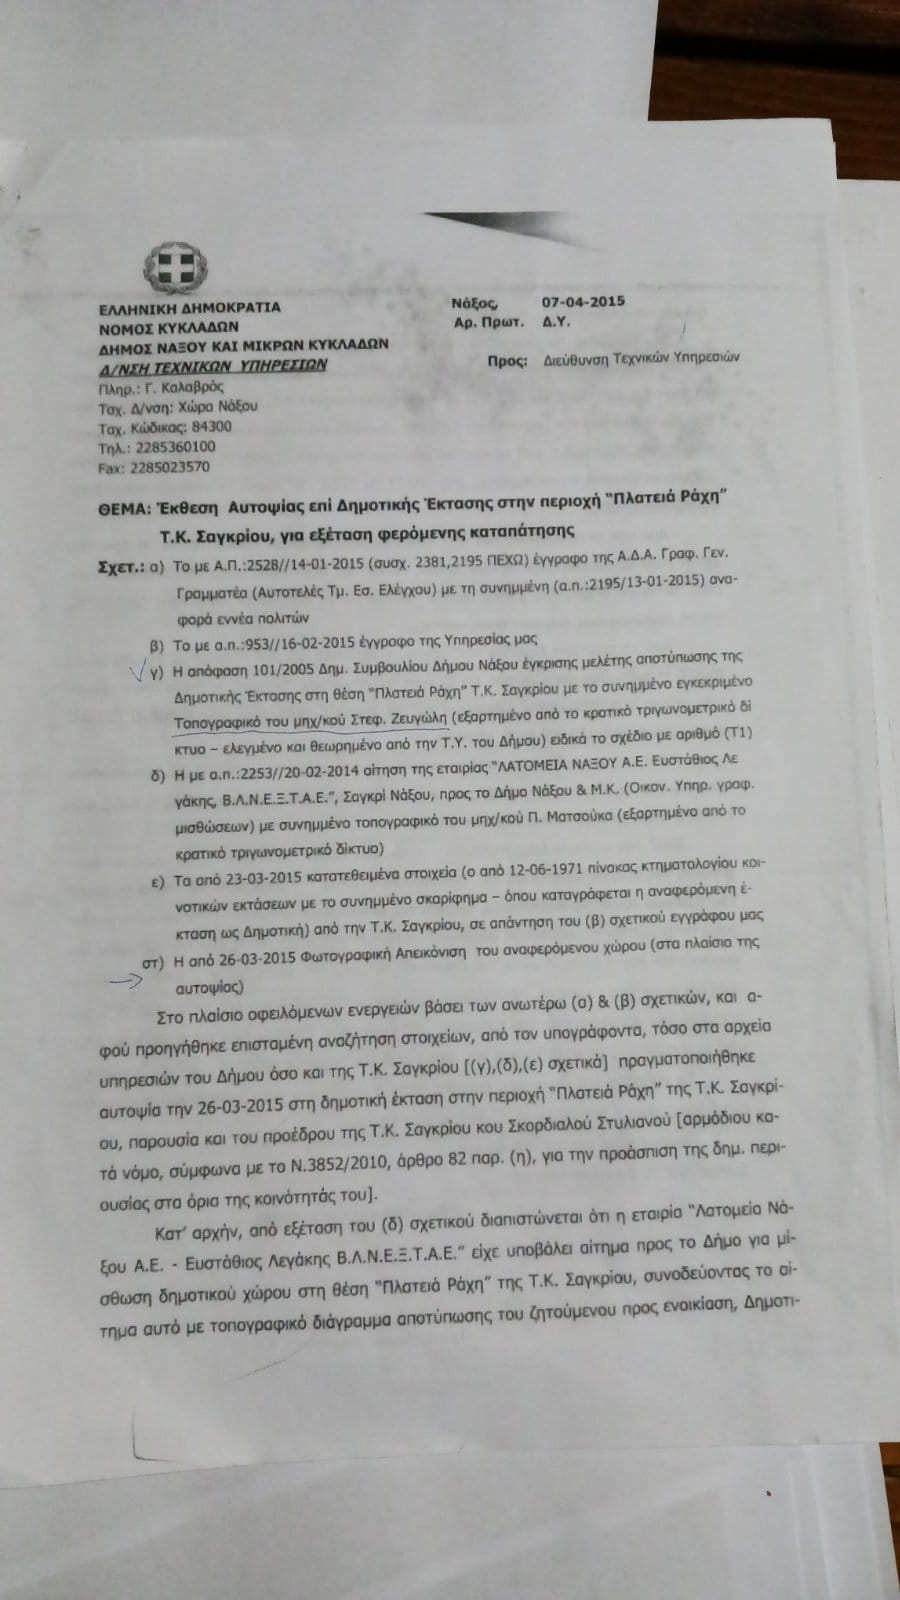 ΕΛΛΗΝΙΚΗ ΔΗΜΟΚΡΑΤΙΑ
ΝΟΜΟΣ ΚΥΚΛΑΔΩΝ
ΔΗΜΟΣ ΝΑΞΟΥ ΚΑΙ ΜΙΚΡΩΝ ΚΥΚΛΑΔΩΝ
Δ/ΝΣΗ ΤΕΧΝΙΚΩΝ ΥΠΗΡΕΣΙΩΝ
Πληρ.: Γ. Καλαβρός
Ταχ. Δ/νση: Χώρα Νάξου
Ταχ. Κώδικας: 84300
Τηλ.: 2285360100
Fax: 2285023570
Νάξος, 07-04-2015
Αρ. Πρωτ. Δ.Υ.
Προς: Διεύθυνση Τεχνικών Υπηρεσιών
ΘΕΜΑ: Έκθεση Αυτοψίας επί Δημοτικής Έκτασης στην περιοχή "Πλατειά Ράχη"
Τ.Κ. Σαγκρίου, για εξέταση φερόμενης καταπάτησης
Σχετ.: α) Το με Α.Π.:2528//14-01-2015 (συσχ. 2381,2195 ΠΕΧΩ) έγγραφο της Α.Δ.Α. Γραφ. Γεν.
Γραμματέα (Αυτοτελές Τμ. Εσ. Ελέγχου) με τη συνημμένη (α.π.:2195/13-01-2015) ανα-
φορά εννέα πολιτών
β) Το με α.π.:953//16-02-2015 έγγραφο της Υπηρεσίας μας
γ) Η απόφαση 101/2005 Δημ. Συμβουλίου Δήμου Νάξου έγκρισης μελέτης αποτύπωσης της
Δημοτικής Έκτασης στη θέση "Πλατειά Ράχη" Τ.Κ. Σαγκρίου με το συνημμένο εγκεκριμένο
Τοπογραφικό του μηχ/κού Στεφ. Ζευγώλη (εξαρτημένο από το κρατικό τριγωνομετρικό δί
κτυο – ελεγμένο και θεωρημένο από την Τ.Υ. του Δήμου) ειδικά το σχέδιο με αριθμό (Τ1)
δ) Η με α.π.:2253//20-02-2014 αίτηση της εταιρίας "ΛΑΤΟΜΕΙΑ ΝΑΞΟΥ Α.Ε. Ευστάθιος Λε
γάκης, Β.Λ.Ν.Ε.Ξ.Τ.Α.Ε.", Σαγκρί Νάξου, προς το Δήμο Νάξου & Μ.Κ. (Οικον. Υπηρ. γραφ.
μισθώσεων) με συνημμένο τοπογραφικό του μηχ/κού Π. Ματσούκα (εξαρτημένο από το
κρατικό τριγωνομετρικό δίκτυο)
ε) Τα από 23-03-2015 κατατεθειμένα στοιχεία (ο από 12-06-1971 πίνακας κτηματολογίου κοι-
νοτικών εκτάσεων με το συνημμένο σκαρίφημα – όπου καταγράφεται η αναφερόμενη έ-
κταση ως Δημοτική) από την Τ.Κ. Σαγκρίου, σε απάντηση του (β) σχετικού εγγράφου μας
στ) Η από 26-03-2015 Φωτογραφική Απεικόνιση του αναφερόμενου χώρου (στα πλαίσια της
αυτοψίας)
Στο πλαίσιο οφειλόμενων ενεργειών βάσει των ανωτέρω (α) & (β) σχετικών, και α-
φού προηγήθηκε επισταμένη αναζήτηση στοιχείων, από τον υπογράφοντα, τόσο στα αρχεία
υπηρεσιών του Δήμου όσο και της Τ.Κ. Σαγκρίου [(γ),(δ),(ε) σχετικά] πραγματοποιήθηκε
αυτοψία την 26-03-2015 στη δημοτική έκταση στην περιοχή "Πλατειά Ράχη" της Τ.Κ. Σαγκρί-
ου, παρουσία και του προέδρου της Τ.Κ. Σαγκρίου κου Σκορδιαλού Στυλιανού [αρμόδιου κα-
τά νόμο, σύμφωνα με το Ν.3852/2010, άρθρο 82 παρ. (η), για την προάσπιση της δημ. περι-
ουσίας στα όρια της κοινότητάς του].
Κατ' αρχήν, από εξέταση του (δ) σχετικού διαπιστώνεται ότι η εταιρία "Λατομεία Νά-
ξου Α.Ε. - Ευστάθιος Λεγάκης Β.Λ.Ν.Ε.Ξ.Τ.Α.Ε." είχε υποβάλει αίτημα προς το Δήμο για μί-
σθωση δημοτικού χώρου στη θέση "Πλατειά Ράχη" της Τ.Κ. Σαγκρίου, συνοδεύοντας το αί-
τημα αυτό με τοπογραφικό διάγραμμα αποτύπωσης του ζητούμενου προς ενοικίαση, Δημοτι-